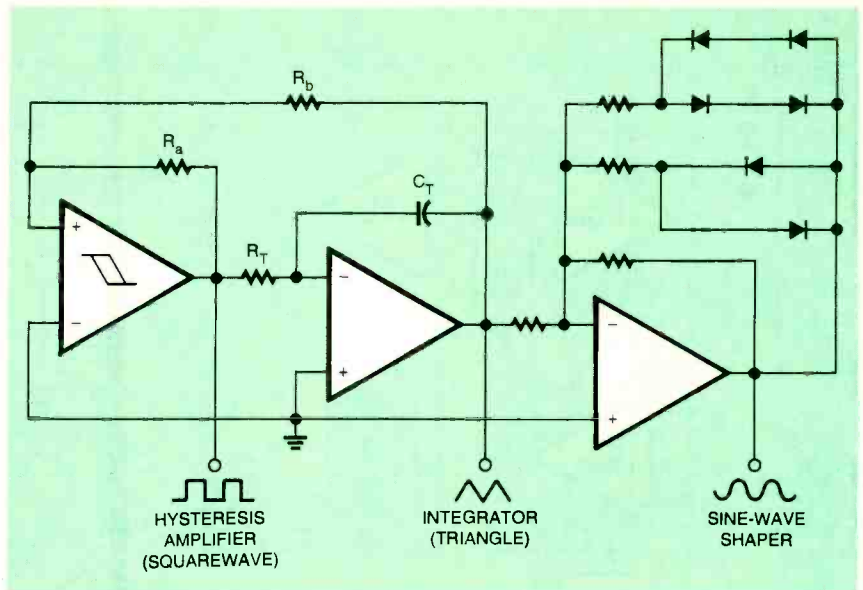 R_b
R_a
C_T
R_T
+
−
−
+
−
+
HYSTERESIS
AMPLIFIER
(SQUAREWAVE)
INTEGRATOR
(TRIANGLE)
SINE-WAVE
SHAPER